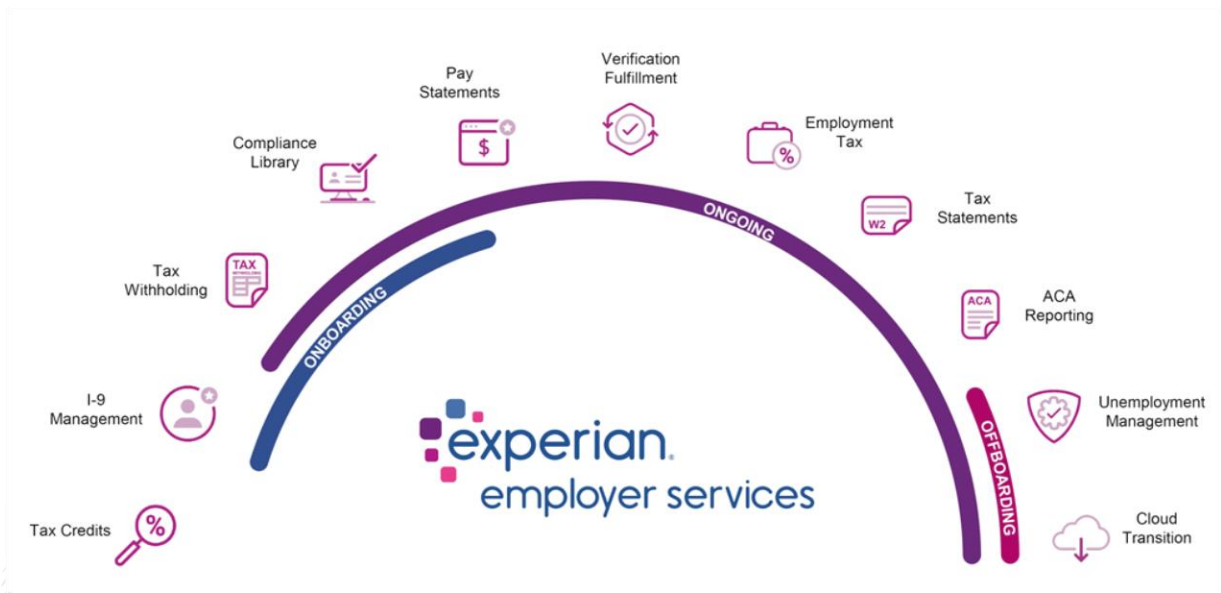 Verification
Fulfillment
Pay
Statements
Employment
Tax
Compliance
Library
$
%
Tax
Statements
W2
ONGOING
Tax
Withholding
TAX
WITHHOLDING
ONBOARDING
ACA
ACA
Reporting
I-9
Management
Unemployment
Management
experian.
employer services
OFFBOARDING
Tax Credits
%
Cloud
Transition